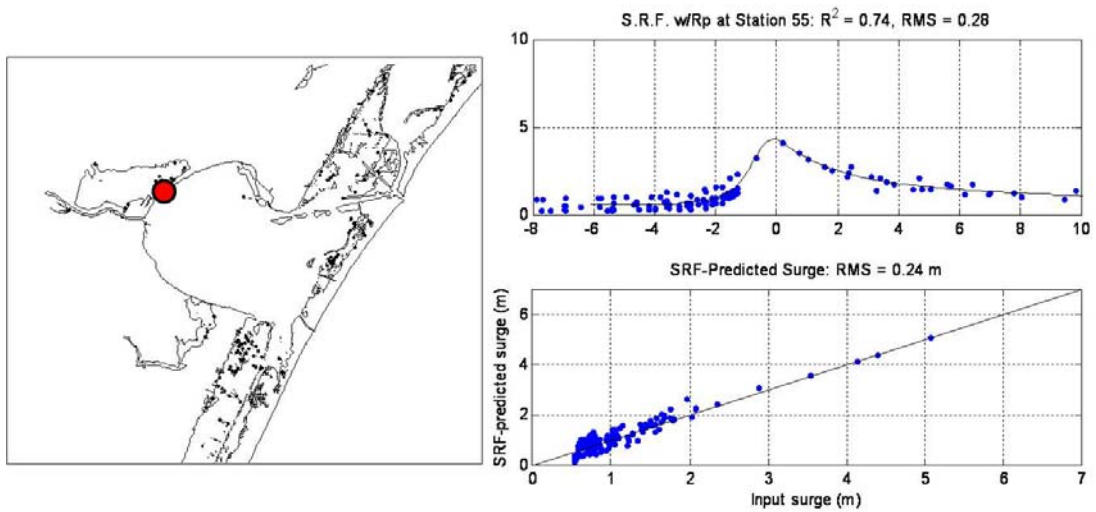 S.R.F. w/Rp at Station 55: R² = 0.74, RMS = 0.28
10
5
0
-8 -6 -4 -2 0 2 4 6 8 10
SRF-Predicted Surge: RMS = 0.24 m
SRF-predicted surge (m)
6
4
2
0
0 1 2 3 4 5 6 7
Input surge (m)